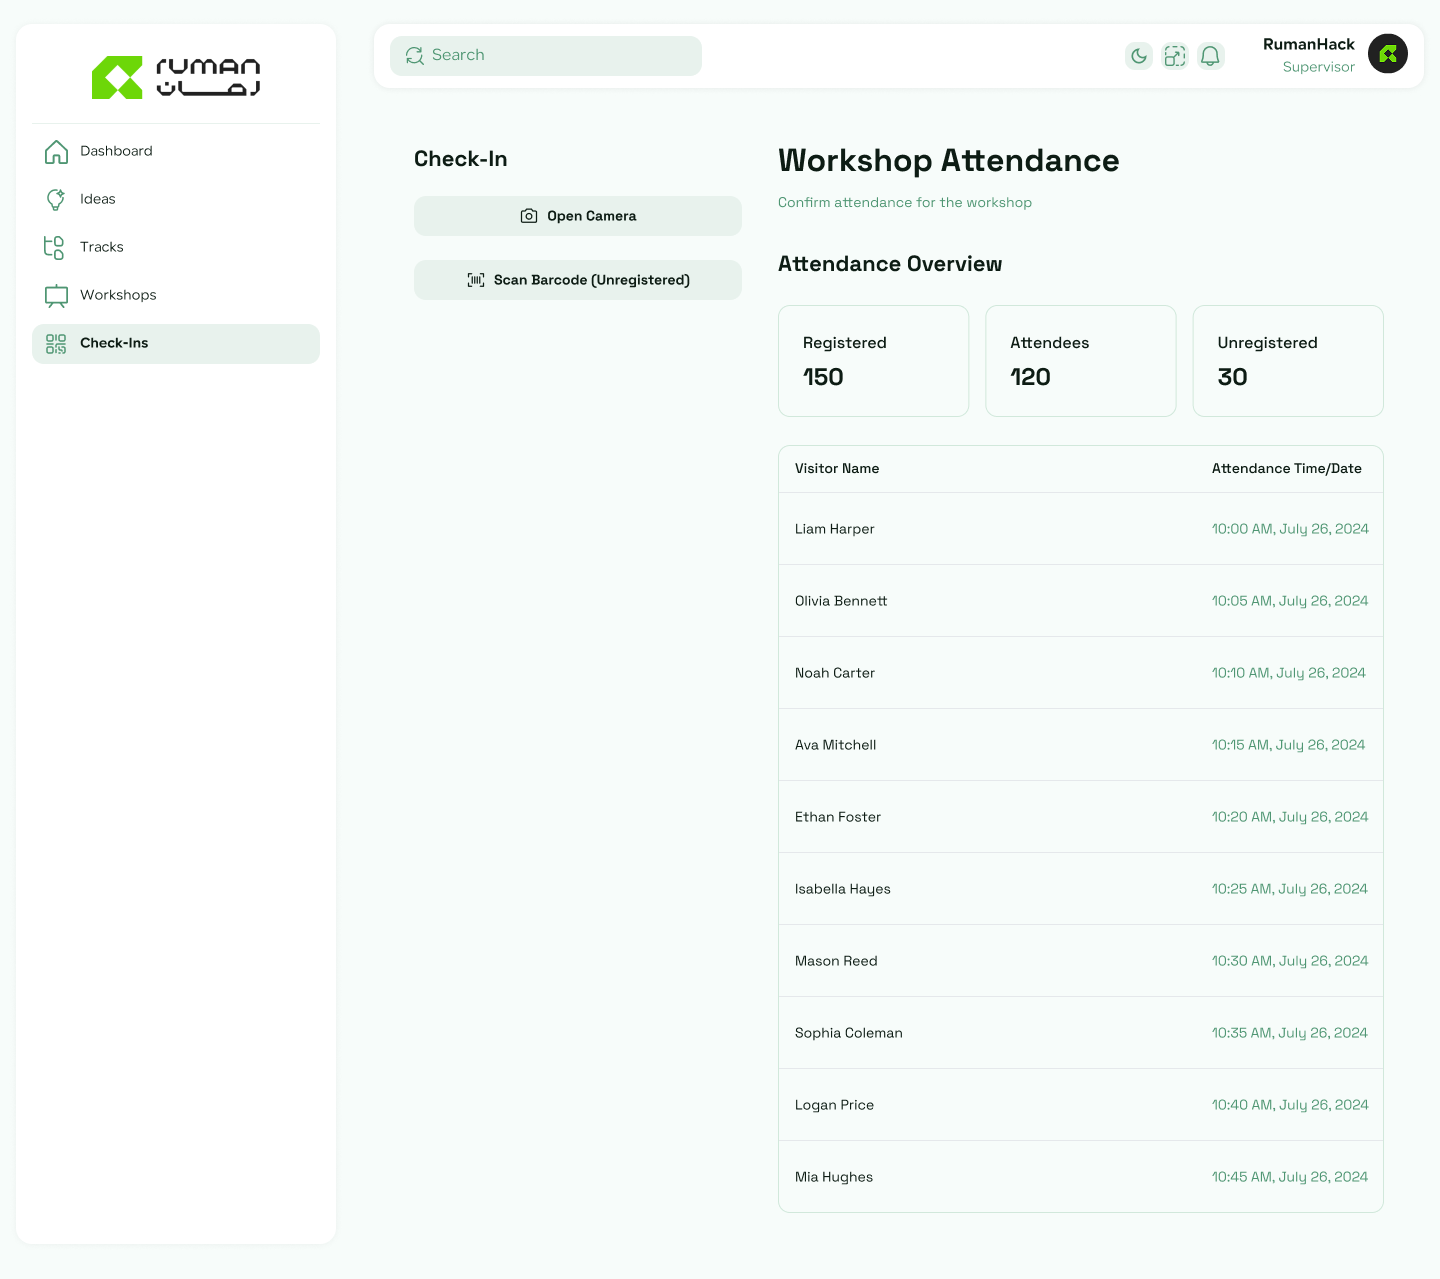 ruman
رمان
Dashboard
Ideas
Tracks
Workshops
Check-Ins
Search
RumanHack
Supervisor
Check-In
Open Camera
Scan Barcode (Unregistered)
Workshop Attendance
Confirm attendance for the workshop
Attendance Overview
Registered
150
Attendees
120
Unregistered
30
Visitor Name Attendance Time/Date
Liam Harper 10:00 AM, July 26, 2024
Olivia Bennett 10:05 AM, July 26, 2024
Noah Carter 10:10 AM, July 26, 2024
Ava Mitchell 10:15 AM, July 26, 2024
Ethan Foster 10:20 AM, July 26, 2024
Isabella Hayes 10:25 AM, July 26, 2024
Mason Reed 10:30 AM, July 26, 2024
Sophia Coleman 10:35 AM, July 26, 2024
Logan Price 10:40 AM, July 26, 2024
Mia Hughes 10:45 AM, July 26, 2024